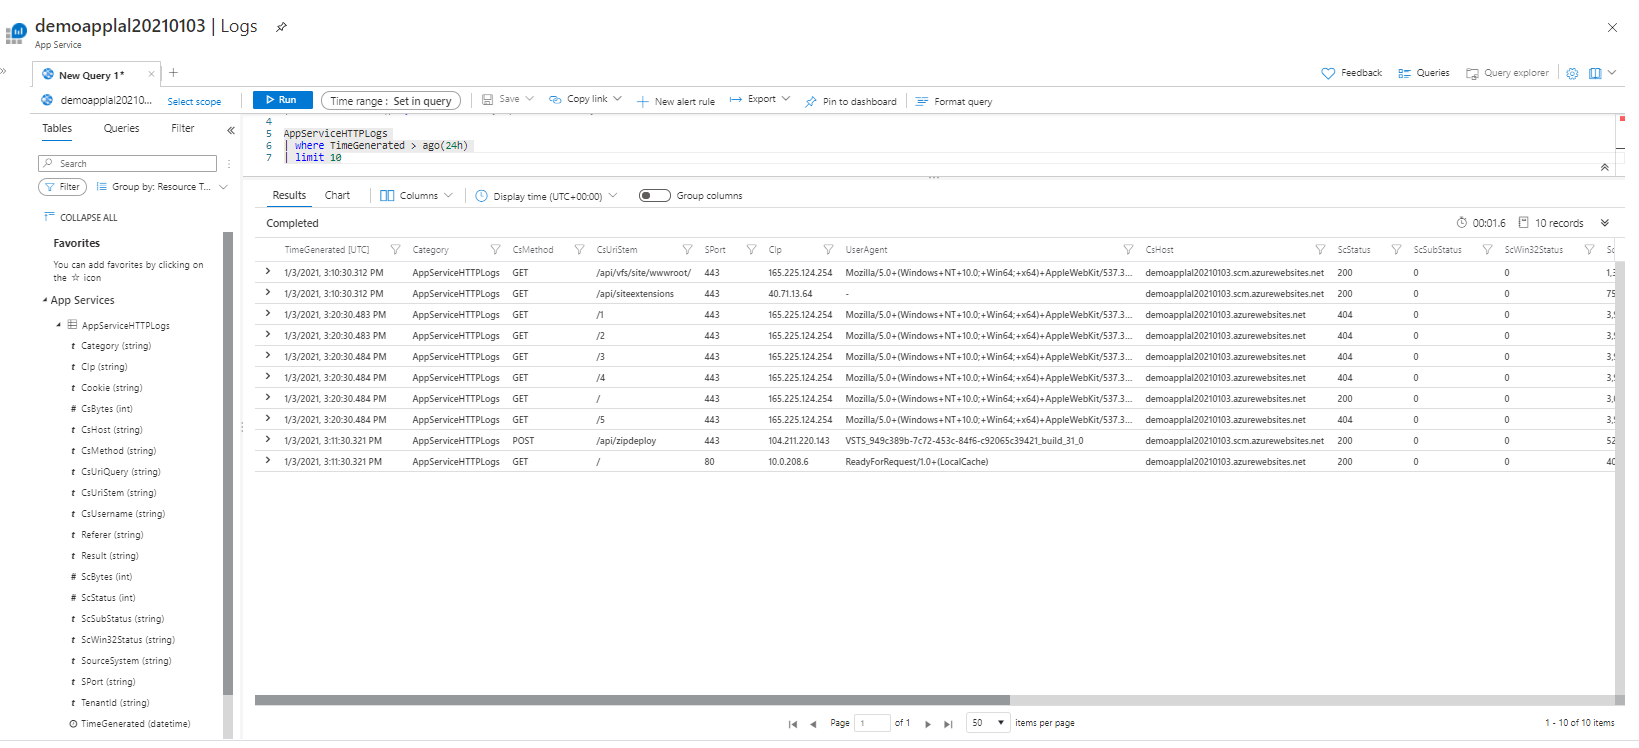 demoapplal20210103 | Logs
App Service
New Query 1*
Feedback Queries Query explorer
demoapplal20210... Select scope Run Time range : Set in query Save Copy link New alert rule Export Pin to dashboard Format query
Tables Queries Filter
Search
Filter Group by: Resource T...
COLLAPSE ALL
Favorites
You can add favorites by clicking on
the ☆ icon
App Services
AppServiceHTTPLogs
t Category (string)
t CIp (string)
t Cookie (string)
# CsBytes (int)
t CsHost (string)
t CsMethod (string)
t CsUriQuery (string)
t CsUriStem (string)
t CsUsername (string)
t Referer (string)
t Result (string)
# ScBytes (int)
# ScStatus (int)
t ScSubStatus (string)
t ScWin32Status (string)
t SourceSystem (string)
t SPort (string)
t TenantId (string)
TimeGenerated (datetime)
4
5 AppServiceHTTPLogs
6 | where TimeGenerated > ago(24h)
7 | limit 10
Results Chart Columns Display time (UTC+00:00) Group columns
Completed 00:01.6 10 records
TimeGenerated [UTC] Category CsMethod CsUriStem SPort CIp UserAgent CsHost ScStatus ScSubStatus ScWin32Status Sc
1/3/2021, 3:10:30.312 PM AppServiceHTTPLogs GET /api/vfs/site/wwwroot/ 443 165.225.124.254 Mozilla/5.0+(Windows+NT+10.0;+Win64;+x64)+AppleWebKit/537.3... demoapplal20210103.scm.azurewebsites.net 200 0 0 1,3
1/3/2021, 3:10:30.312 PM AppServiceHTTPLogs GET /api/siteextensions 443 40.71.13.64 - demoapplal20210103.scm.azurewebsites.net 200 0 0 75
1/3/2021, 3:20:30.483 PM AppServiceHTTPLogs GET /1 443 165.225.124.254 Mozilla/5.0+(Windows+NT+10.0;+Win64;+x64)+AppleWebKit/537.3... demoapplal20210103.azurewebsites.net 404 0 0 3,9
1/3/2021, 3:20:30.483 PM AppServiceHTTPLogs GET /2 443 165.225.124.254 Mozilla/5.0+(Windows+NT+10.0;+Win64;+x64)+AppleWebKit/537.3... demoapplal20210103.azurewebsites.net 404 0 0 3,9
1/3/2021, 3:20:30.484 PM AppServiceHTTPLogs GET /3 443 165.225.124.254 Mozilla/5.0+(Windows+NT+10.0;+Win64;+x64)+AppleWebKit/537.3... demoapplal20210103.azurewebsites.net 404 0 0 3,9
1/3/2021, 3:20:30.484 PM AppServiceHTTPLogs GET /4 443 165.225.124.254 Mozilla/5.0+(Windows+NT+10.0;+Win64;+x64)+AppleWebKit/537.3... demoapplal20210103.azurewebsites.net 404 0 0 3,9
1/3/2021, 3:20:30.484 PM AppServiceHTTPLogs GET / 443 165.225.124.254 Mozilla/5.0+(Windows+NT+10.0;+Win64;+x64)+AppleWebKit/537.3... demoapplal20210103.azurewebsites.net 200 0 0
1/3/2021, 3:20:30.484 PM AppServiceHTTPLogs GET /5 443 165.225.124.254 Mozilla/5.0+(Windows+NT+10.0;+Win64;+x64)+AppleWebKit/537.3... demoapplal20210103.azurewebsites.net 404 0 0 3,9
1/3/2021, 3:11:30.321 PM AppServiceHTTPLogs POST /api/zipdeploy 443 104.211.220.143 VSTS_949c389b-7c72-453c-84f6-c92065c39421_build_31_0 demoapplal20210103.scm.azurewebsites.net 200 0 0 52
1/3/2021, 3:11:30.321 PM AppServiceHTTPLogs GET / 80 10.0.208.6 ReadyForRequest/1.0+(LocalCache) demoapplal20210103.azurewebsites.net 200 0 0 40
Page 1 of 1 50 items per page 1 - 10 of 10 items